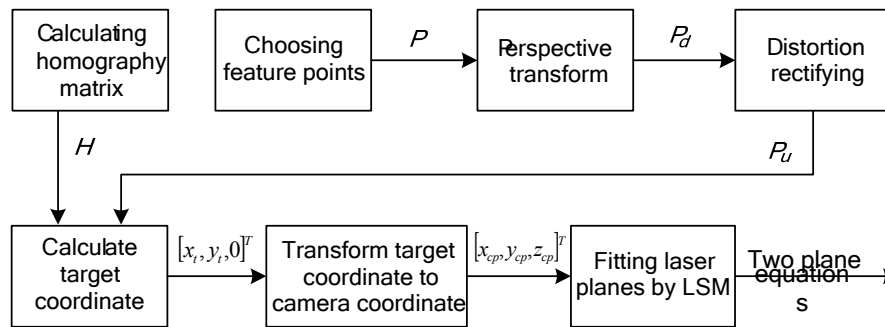 Calculating
homography
matrix
Choosing
feature points
P
Perspective
transform
P_d
Distortion
rectifying
H
P_u
Calculate
target
coordinate
[x_t, y_t, 0]^T
Transform target
coordinate to
camera coordinate
[x_cp, y_cp, z_cp]^T
Fitting laser
planes by LSM
Two plane
equation
s